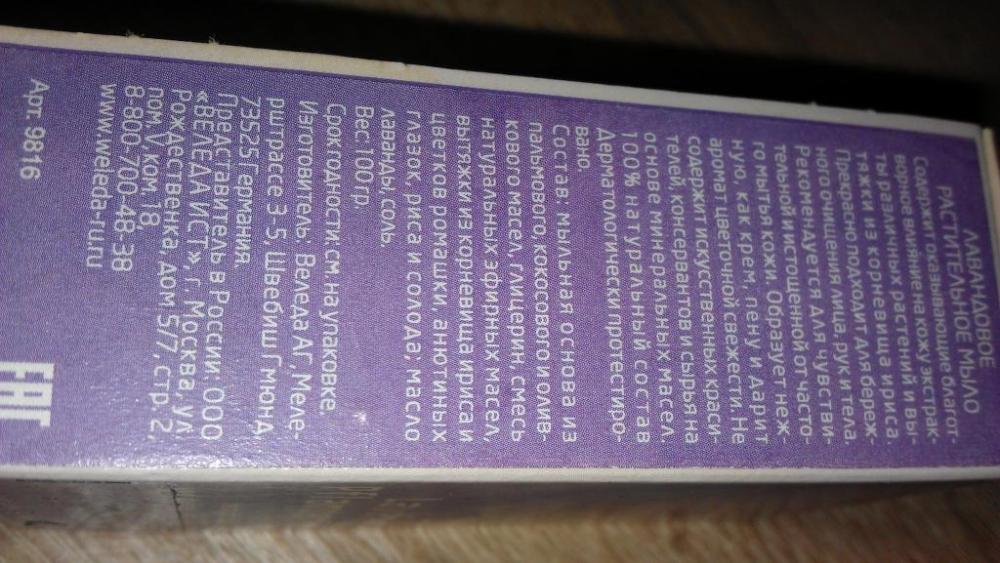 ЛАВАНДОВОЕ
РАСТИТЕЛЬНОЕ МЫЛО
Содержит оказывающие благот-
ворное влияние на кожу экстрак-
ты различных растений и вы-
тяжки из корневища ириса.
Прекрасно подходит для береж-
ного очищения лица, рук и тела.
Рекомендуется для чувстви-
тельной и истощенной от часто-
го мытья кожи. Образует неж-
ную, как крем, пену и дарит
аромат цветочной свежести. Не
содержит искусственных краси-
телей, консервантов и сырья на
основе минеральных масел.
100% натуральный состав
Дерматологически протестиро-
вано.
Состав: мыльная основа из
пальмового, кокосового и олив-
кового масел, глицерин, смесь
натуральных эфирных масел,
вытяжки из корневища ириса и
цветков ромашки, анютиных
глазок, риса и солода; масло
лаванды, соль.
Вес:100гр.
Срок годности: см на упаковке.
Изготовитель: Веледа Аг, Меле-
рштрассе 3-5, Швебиш Гмюнд,
73525 Германия.
Представитель в России: ООО
«ВЕЛЕДА ИСТ», г. Москва, ул.
Рождественка, дом 5/7, стр. 2,
пом. V, ком,18,
8-800-700-48-38
www.weleda-ru.ru
Арт. 9816
EAC